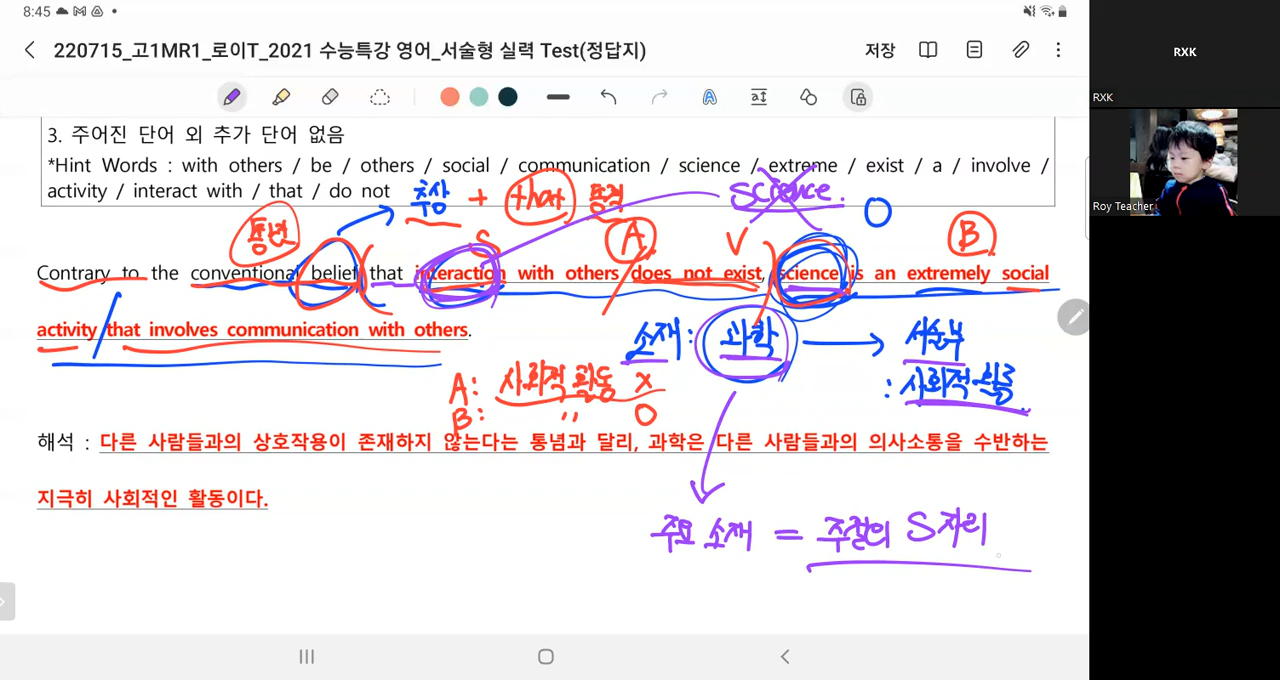 8:45
220715_고1MR1_로이T_2021 수능특강 영어_서술형 실력 Test(정답지)
저장
RXK
RXK
Roy Teacher
3. 주어진 단어 외 추가 단어 없음
*Hint Words : with others / be / others / social / communication / science / extreme / exist / a / involve /
activity / interact with / that / do not
추상 + that 동격 science O
통념 S A V B
Contrary to the conventional belief that interaction with others does not exist, science is an extremely social
activity that involves communication with others.
소재: 과학 → 서술부
: 사회적 활동
A: 사회적 활동 X
B: " O
해석 : 다른 사람들과의 상호작용이 존재하지 않는다는 통념과 달리, 과학은 다른 사람들과의 의사소통을 수반하는
지극히 사회적인 활동이다.
주요 소재 = 주절의 S 자리